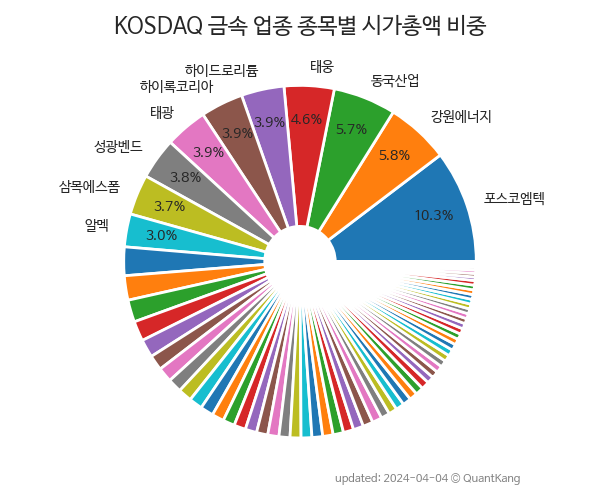 KOSDAQ 금속 업종 종목별 시가총액 비중
포스코엠텍
강원에너지
동국산업
태웅
하이드로리튬
하이록코리아
태광
성광벤드
삼목에스폼
알멕
10.3%
5.8%
5.7%
4.6%
3.9%
3.9%
3.9%
3.8%
3.7%
3.0%
updated: 2024-04-04 © QuantKang